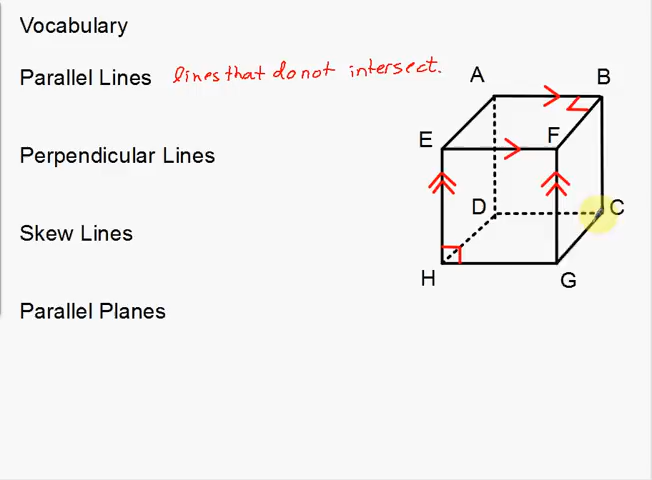 Vocabulary
Parallel Lines lines that do not intersect.
Perpendicular Lines
Skew Lines
Parallel Planes
A B
E F
D C
H G